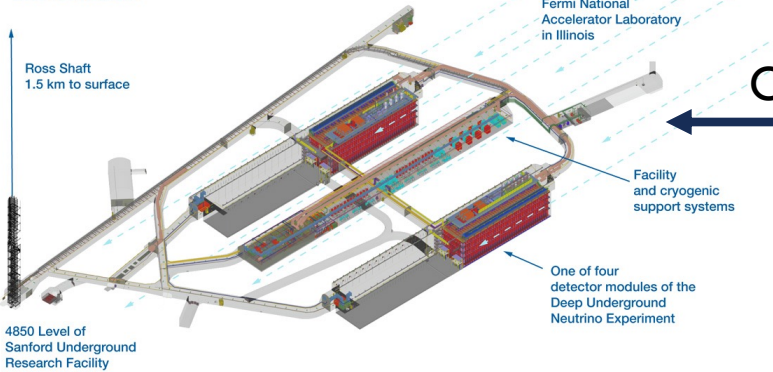 Fermi National
Accelerator Laboratory
in Illinois
Ross Shaft
1.5 km to surface
Facility
and cryogenic
support systems
One of four
detector modules of the
Deep Underground
Neutrino Experiment
4850 Level of
Sanford Underground
Research Facility